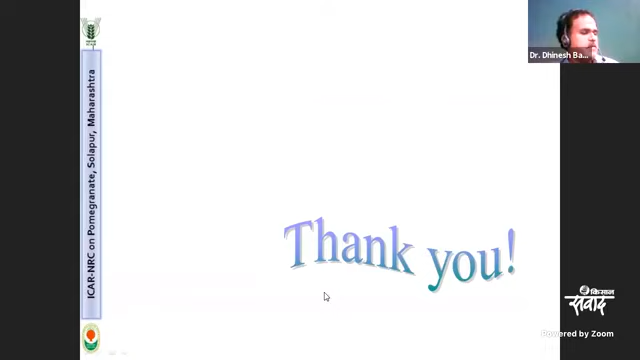 Dr. Dhinesh Ba...
ICAR-NRC on Pomegranate, Solapur, Maharashtra
Thank you!
किसान
संवाद
Powered by Zoom